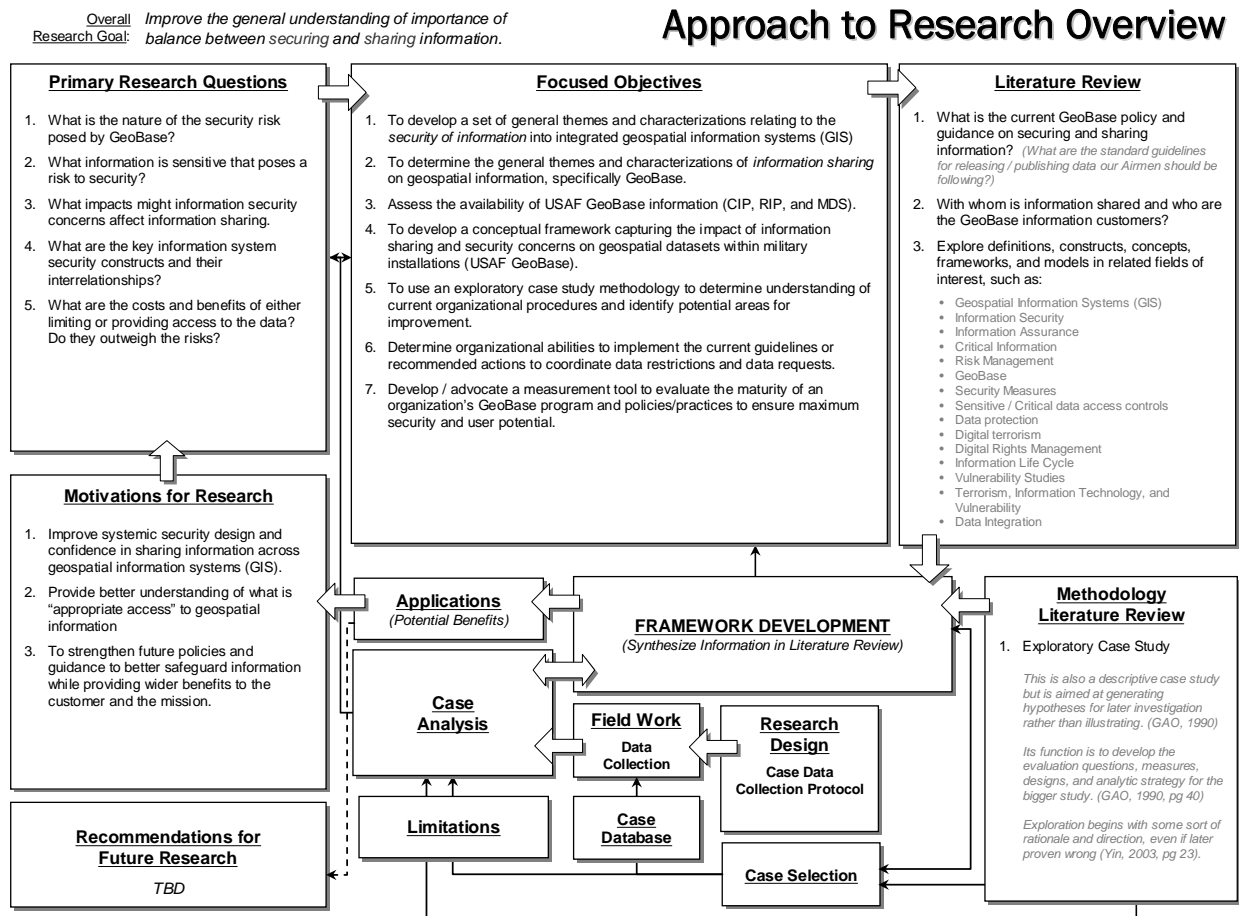 Overall
Research Goal:
Improve the general understanding of importance of
balance between securing and sharing information.
Approach to Research Overview
Primary Research Questions
1. What is the nature of the security risk
posed by GeoBase?
2. What information is sensitive that poses a
risk to security?
3. What impacts might information security
concerns affect information sharing.
4. What are the key information system
security constructs and their
interrelationships?
5. What are the costs and benefits of either
limiting or providing access to the data?
Do they outweigh the risks?
Focused Objectives
1. To develop a set of general themes and characterizations relating to the
security of information into integrated geospatial information systems (GIS)
2. To determine the general themes and characterizations of information sharing
on geospatial information, specifically GeoBase.
3. Assess the availability of USAF GeoBase information (CIP, RIP, and MDS).
4. To develop a conceptual framework capturing the impact of information
sharing and security concerns on geospatial datasets within military
installations (USAF GeoBase).
5. To use an exploratory case study methodology to determine understanding of
current organizational procedures and identify potential areas for
improvement.
6. Determine organizational abilities to implement the current guidelines or
recommended actions to coordinate data restrictions and data requests.
7. Develop / advocate a measurement tool to evaluate the maturity of an
organization's GeoBase program and policies/practices to ensure maximum
security and user potential.
Literature Review
1. What is the current GeoBase policy and
guidance on securing and sharing
information? (What are the standard guidelines
for releasing / publishing data our Airmen should be
following?)
2. With whom is information shared and who are
the GeoBase information customers?
3. Explore definitions, constructs, concepts,
frameworks, and models in related fields of
interest, such as:
• Geospatial Information Systems (GIS)
• Information Security
• Information Assurance
• Critical Information
• Risk Management
• GeoBase
• Security Measures
• Sensitive / Critical data access controls
• Data protection
• Digital terrorism
• Digital Rights Management
• Information Life Cycle
• Vulnerability Studies
• Terrorism, Information Technology, and
Vulnerability
• Data Integration
Motivations for Research
1. Improve systemic security design and
confidence in sharing information across
geospatial information systems (GIS).
2. Provide better understanding of what is
“appropriate access” to geospatial
information
3. To strengthen future policies and
guidance to better safeguard information
while providing wider benefits to the
customer and the mission.
Applications
(Potential Benefits)
FRAMEWORK DEVELOPMENT
(Synthesize Information in Literature Review)
Methodology
Literature Review
1. Exploratory Case Study
This is also a descriptive case study
but is aimed at generating
hypotheses for later investigation
rather than illustrating. (GAO, 1990)
Its function is to develop the
evaluation questions, measures,
designs, and analytic strategy for the
bigger study. (GAO, 1990, pg 40)
Exploration begins with some sort of
rationale and direction, even if later
proven wrong (Yin, 2003, pg 23).
Case
Analysis
Field Work
Data
Collection
Research
Design
Case Data
Collection Protocol
Recommendations for
Future Research
TBD
Limitations
Case
Database
Case Selection